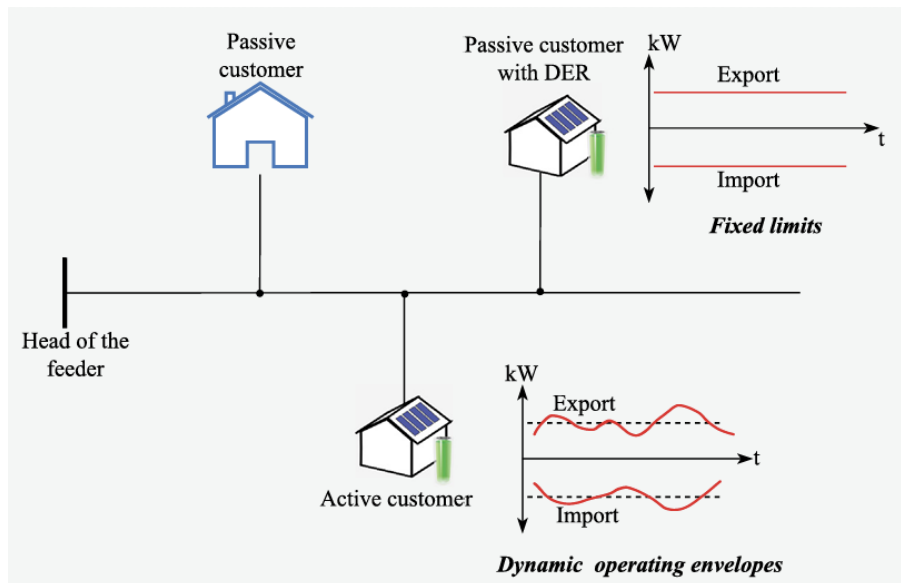 Passive
customer
Passive customer
with DER
kW
Export
t
Import
Fixed limits
Head of the
feeder
kW
Export
t
Import
Active customer
Dynamic operating envelopes